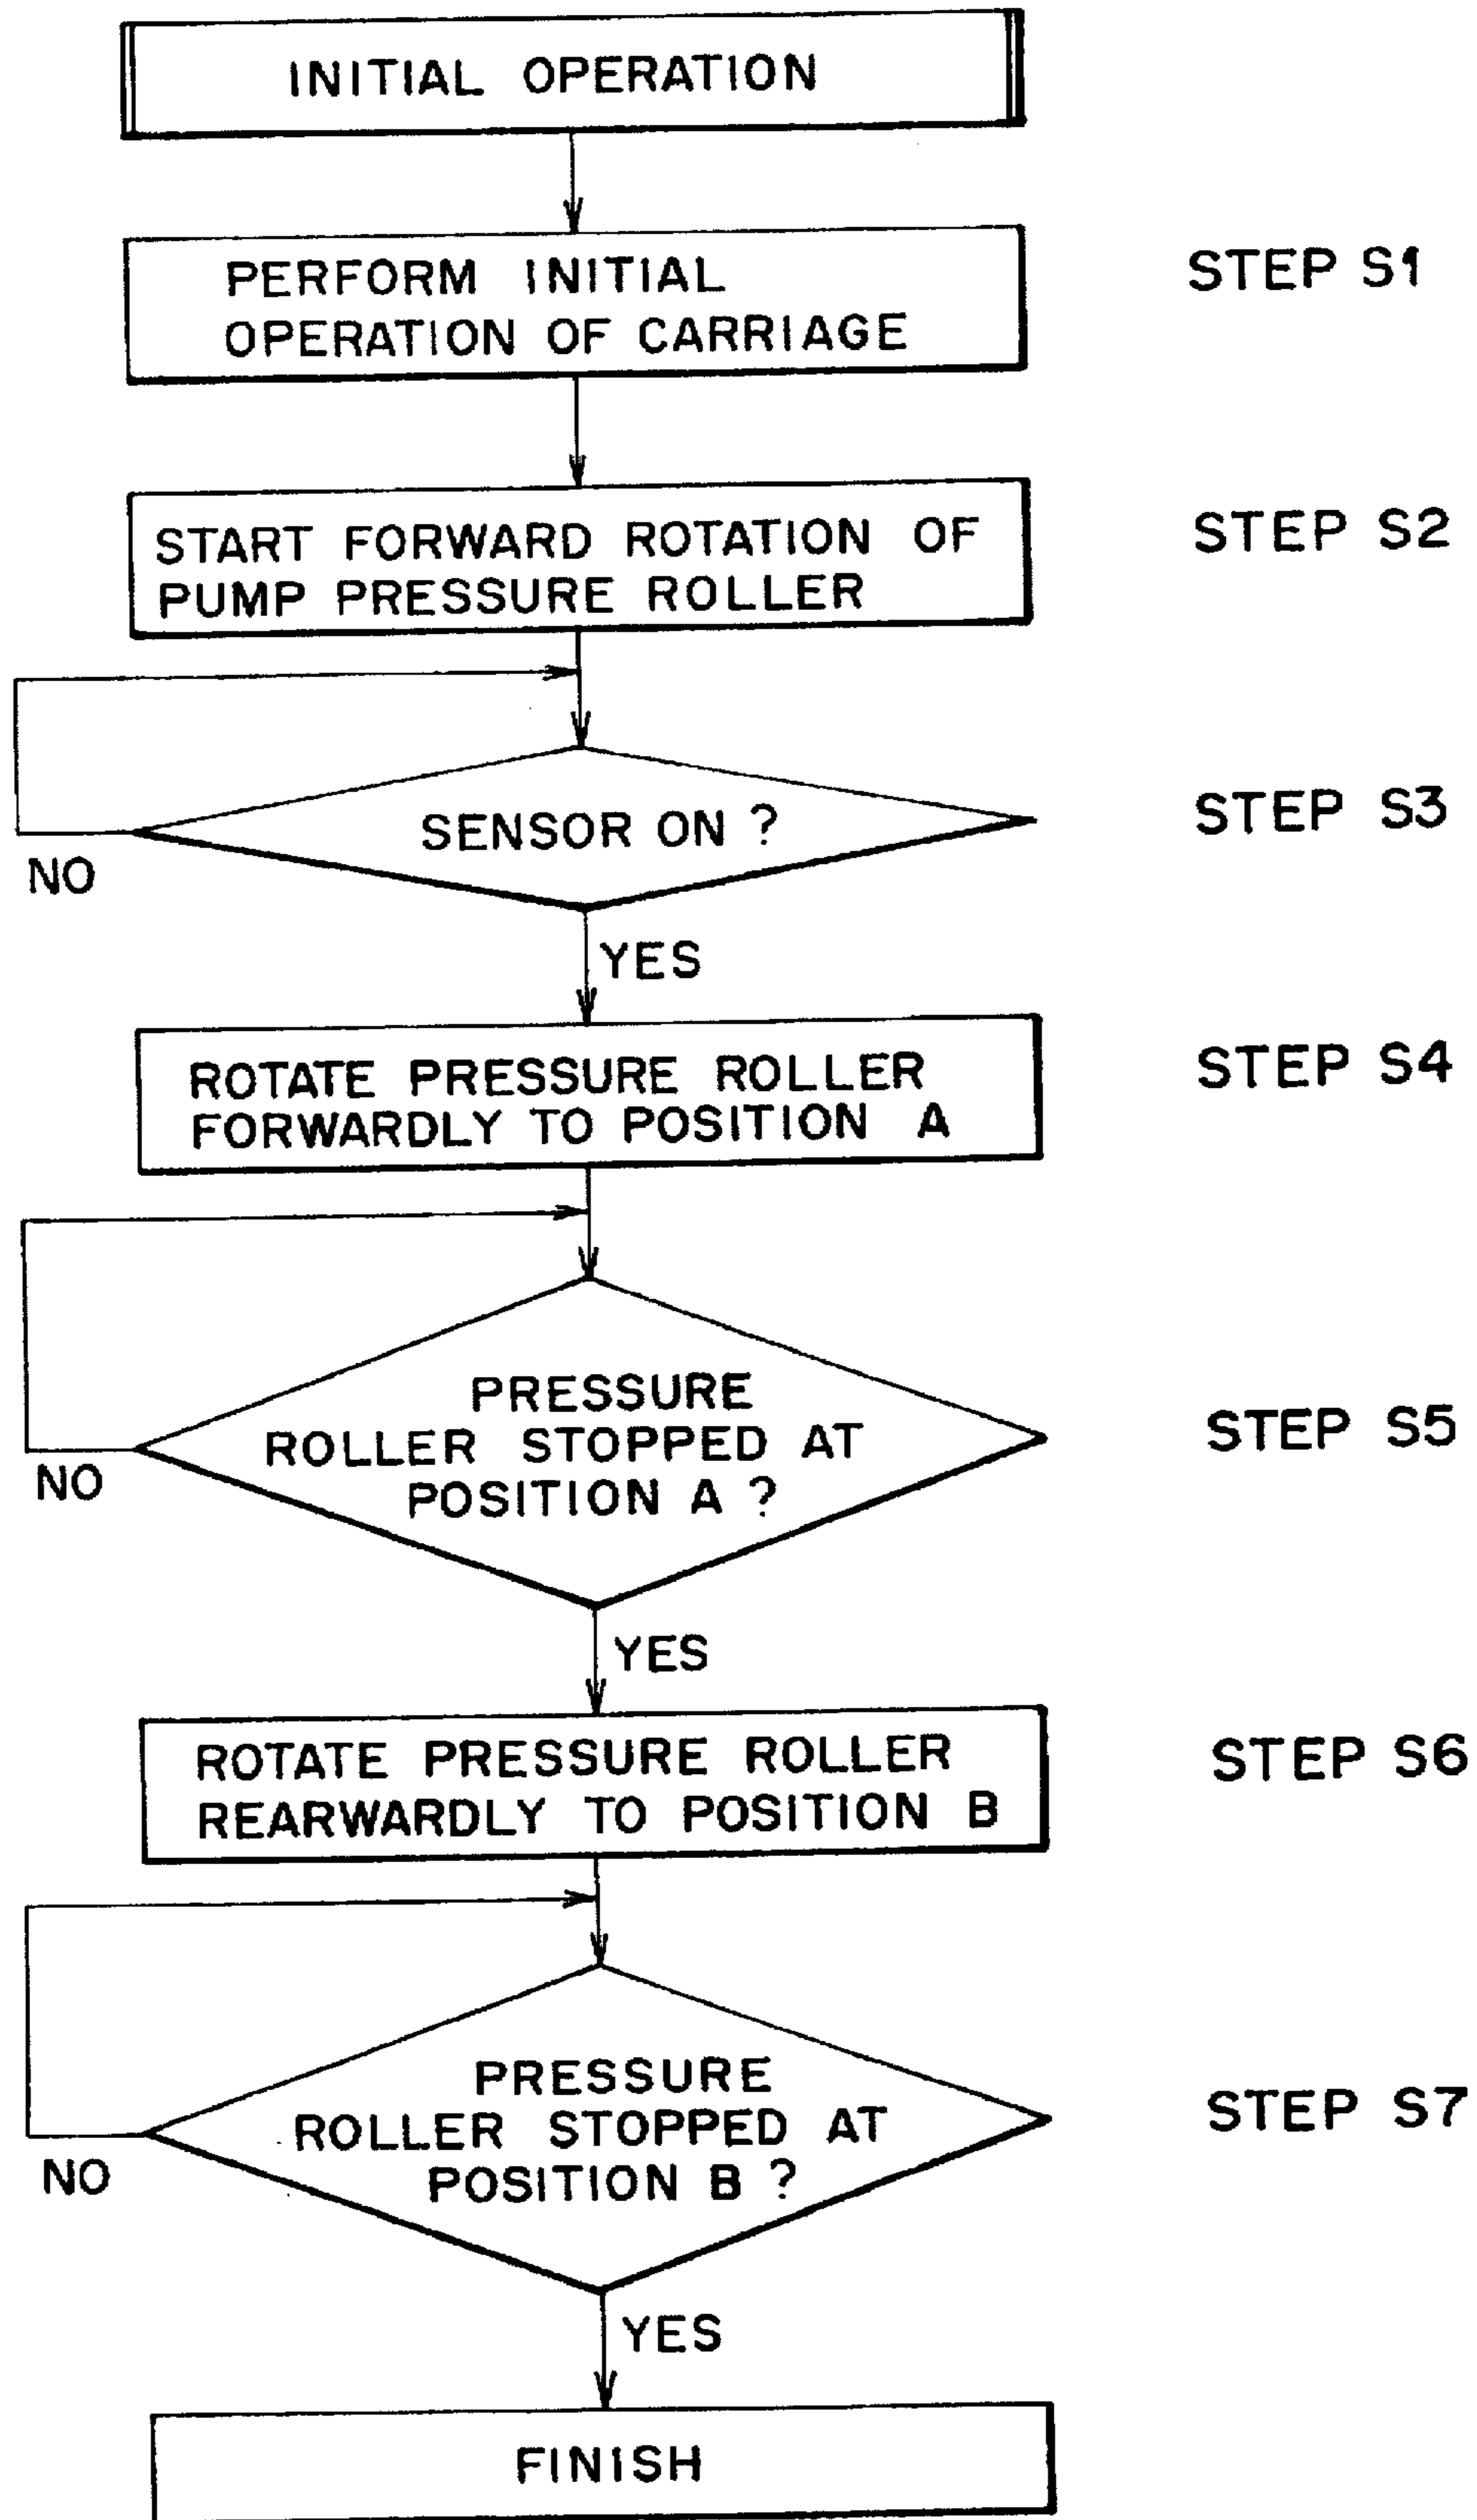 INITIAL OPERATION
PERFORM INITIAL
OPERATION OF CARRIAGE
STEP S1
START FORWARD ROTATION OF
PUMP PRESSURE ROLLER
STEP S2
SENSOR ON ?
STEP S3
NO
YES
ROTATE PRESSURE ROLLER
FORWARDLY TO POSITION A
STEP S4
PRESSURE
ROLLER STOPPED AT
POSITION A ?
STEP S5
NO
YES
ROTATE PRESSURE ROLLER
REARWARDLY TO POSITION B
STEP S6
PRESSURE
ROLLER STOPPED AT
POSITION B ?
STEP S7
NO
YES
FINISH